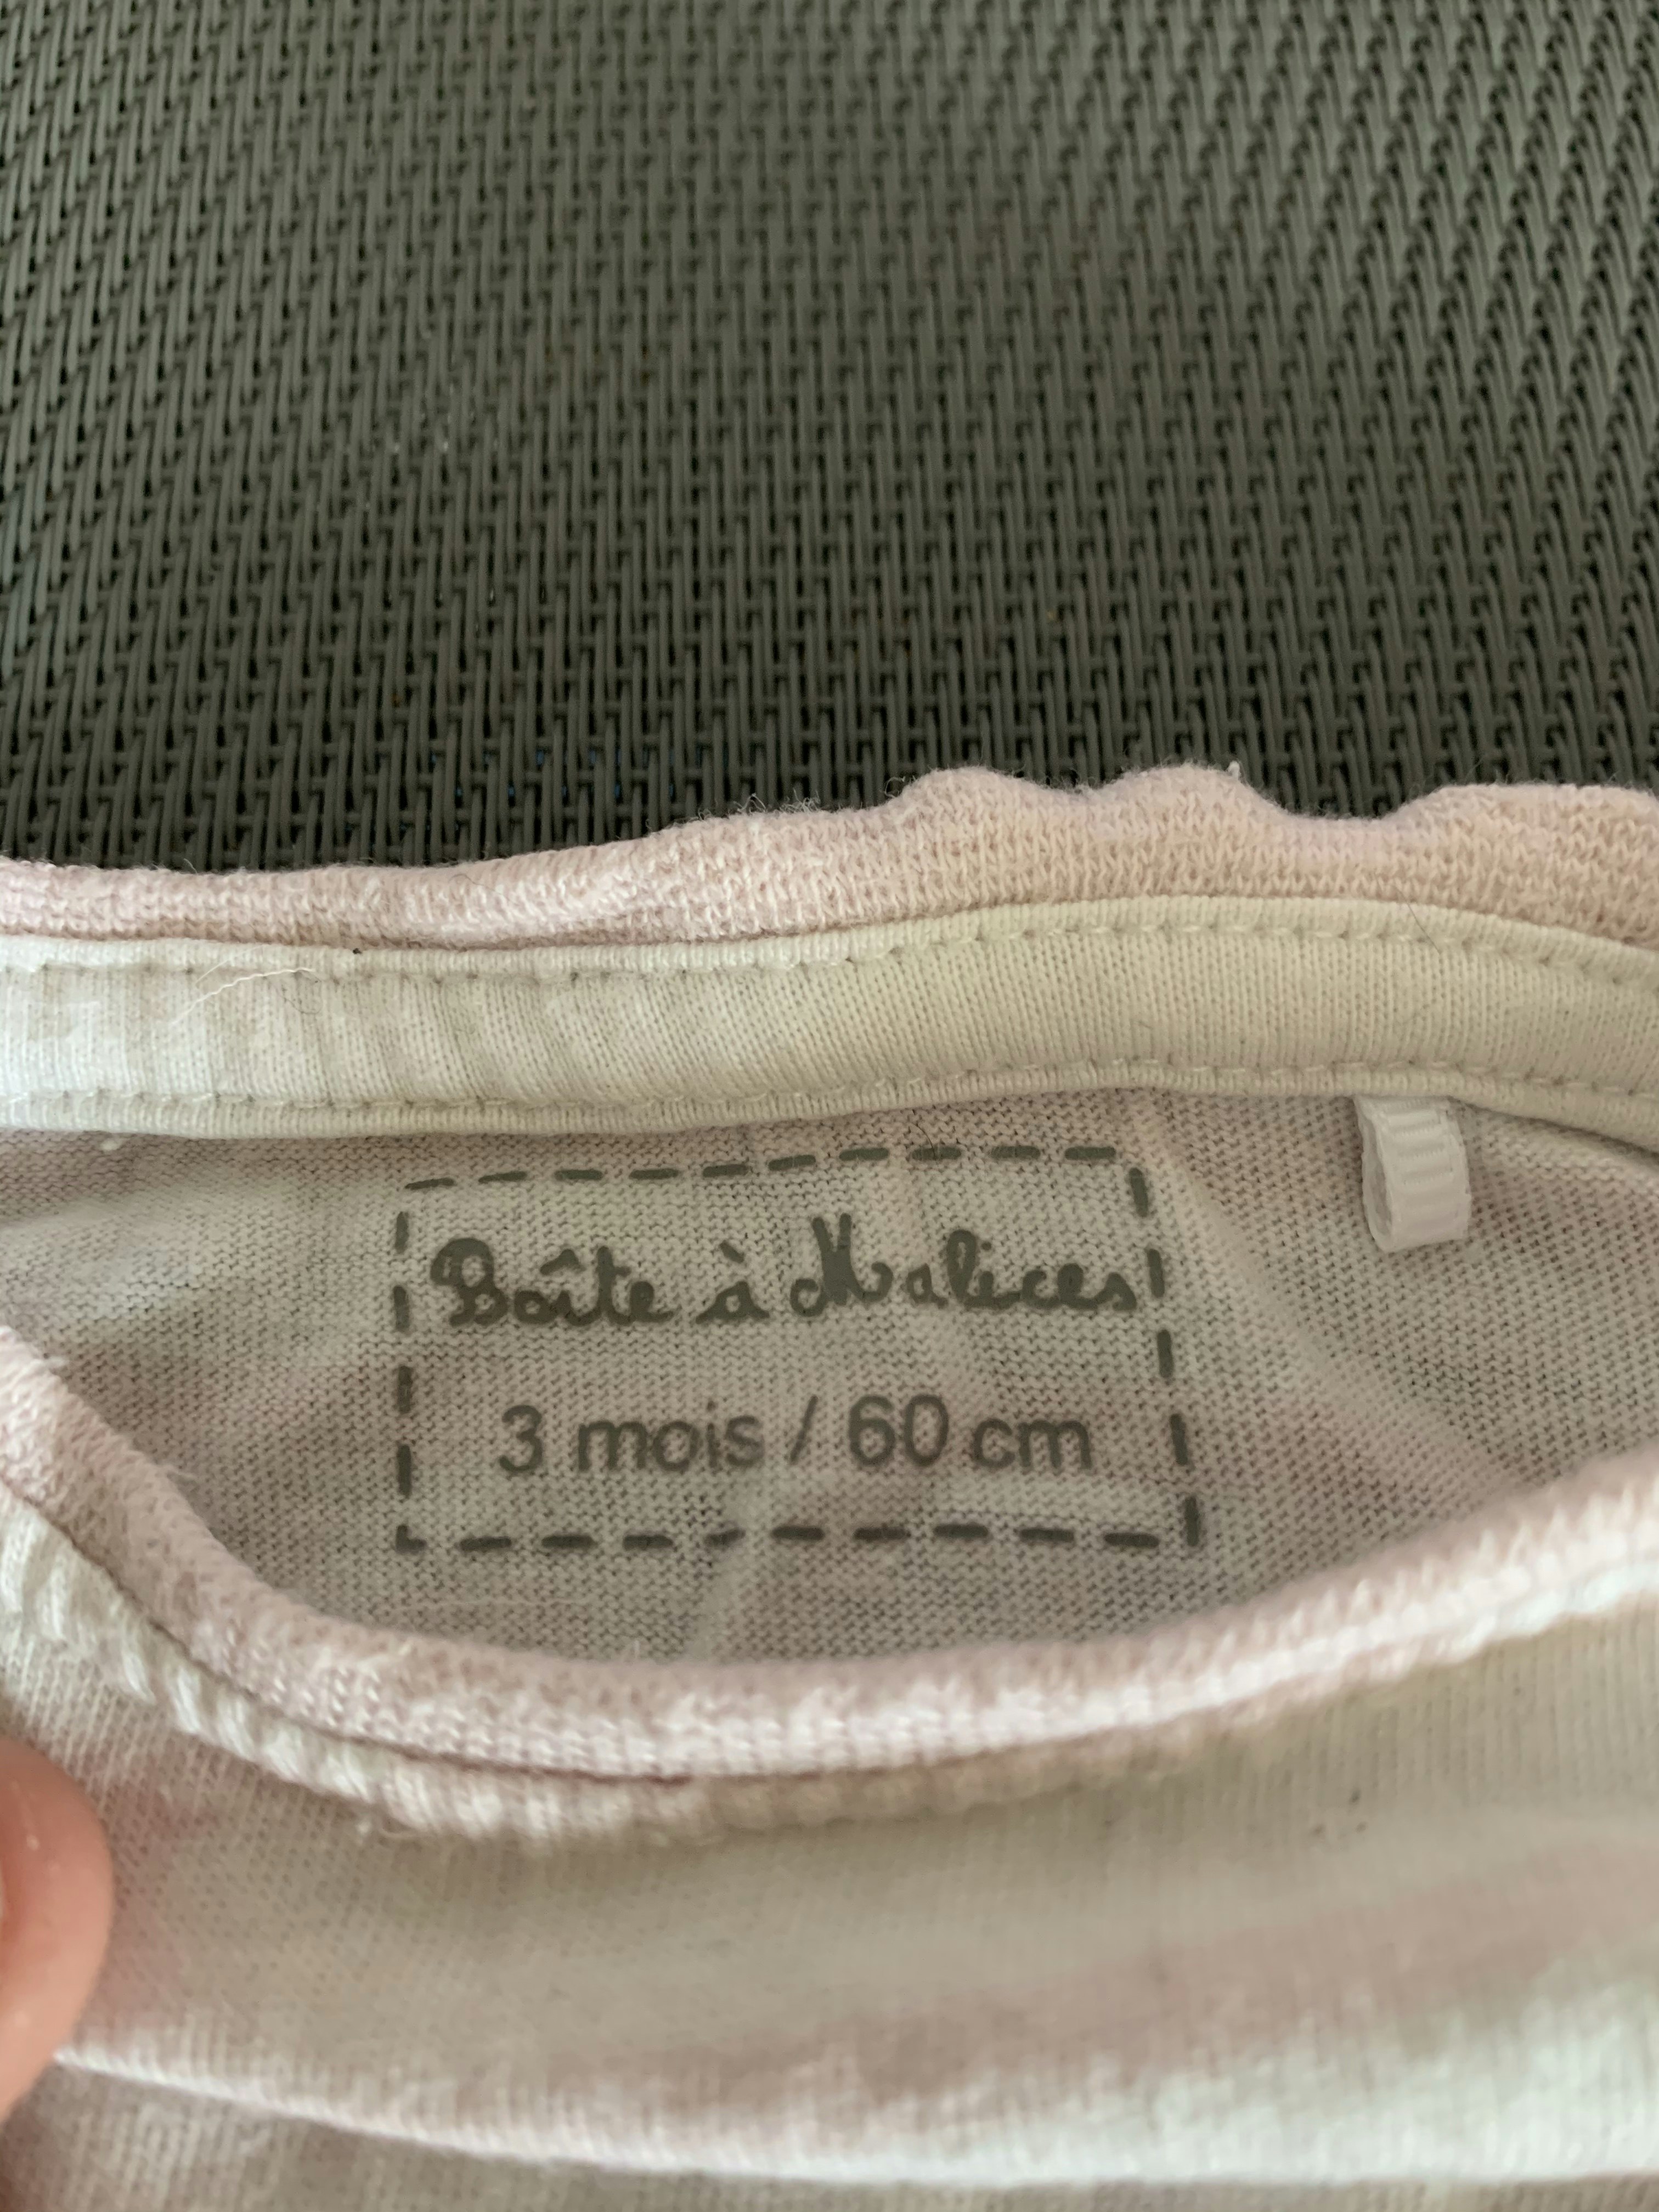 Boîte à Malices
3 mois / 60 cm